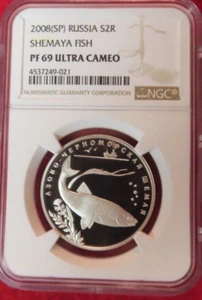 2008(SP) RUSSIA S2R
SHEMAYA FISH
PF 69 ULTRA CAMEO
4537249-021
NUMISMATIC GUARANTY CORPORATION
NGC
АЗОВО-ЧЕРНОМОРСКАЯ ШЕМАЯ